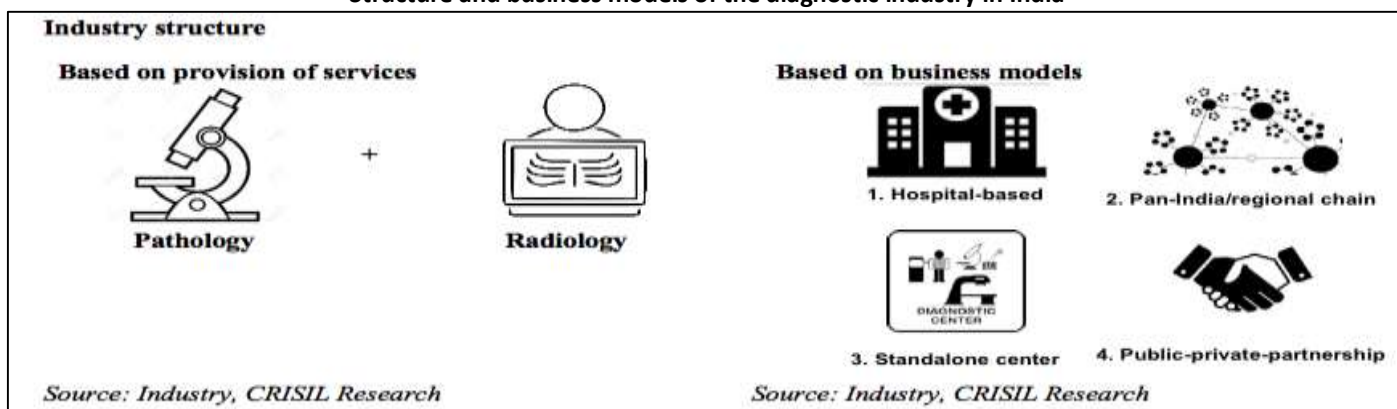 Structure and business models of the diagnostic industry in India
Industry structure
Based on provision of services
+
Pathology
Radiology
Source: Industry, CRISIL Research
Based on business models
1. Hospital-based
2. Pan-India/regional chain
DIAGNOSTIC
CENTER
3. Standalone center
4. Public-private-partnership
Source: Industry, CRISIL Research